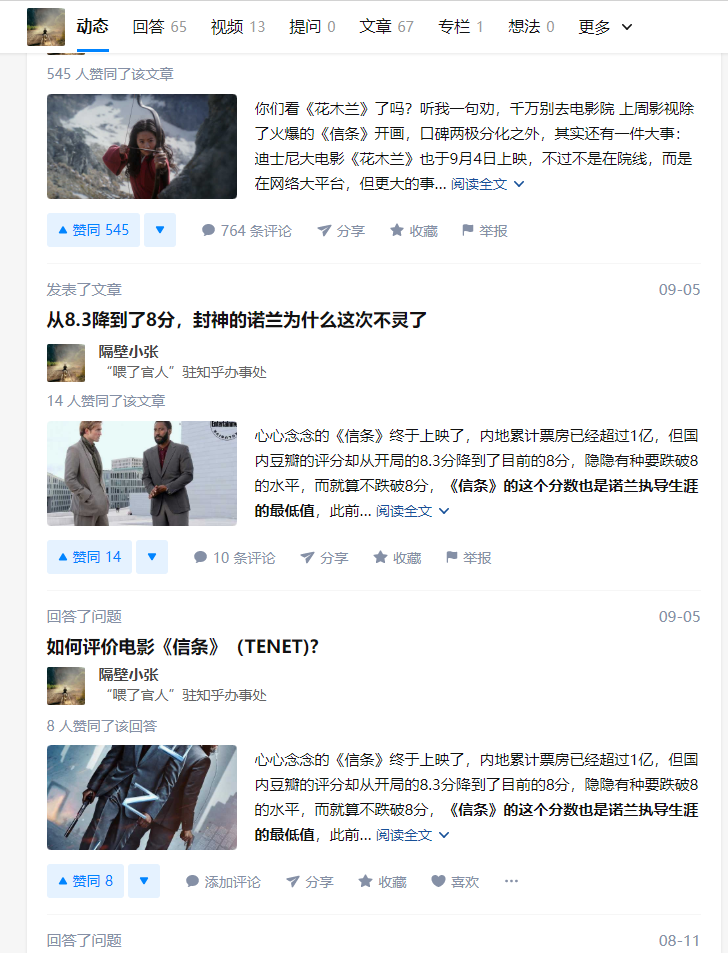 动态 回答 65 视频 13 提问 0 文章 67 专栏 1 想法 0 更多
545 人赞同了该文章
你们看《花木兰》了吗？听我一句劝，千万别去电影院 上周影视除
了火爆的《信条》开画，口碑两极分化之外，其实还有一件大事：
迪士尼大电影《花木兰》也于9月4日上映，不过不是在院线，而是
在网络大平台，但更大的事... 阅读全文
赞同 545 764 条评论 分享 收藏 举报
发表了文章 09-05
从8.3降到了8分，封神的诺兰为什么这次不灵了
隔壁小张
“喂了官人”驻知乎办事处
14 人赞同了该文章
Entertainme
心心念念的《信条》终于上映了，内地累计票房已经超过1亿，但国
内豆瓣的评分却从开局的8.3分降到了目前的8分，隐隐有种要跌破8
的水平，而就算不跌破8分，《信条》的这个分数也是诺兰执导生涯
的最低值，此前... 阅读全文
赞同 14 10 条评论 分享 收藏 举报
回答了问题 09-05
如何评价电影《信条》（TENET)？
隔壁小张
“喂了官人”驻知乎办事处
8 人赞同了该回答
心心念念的《信条》终于上映了，内地累计票房已经超过1亿，但国
内豆瓣的评分却从开局的8.3分降到了目前的8分，隐隐有种要跌破8
的水平，而就算不跌破8分，《信条》的这个分数也是诺兰执导生涯
的最低值，此前... 阅读全文
赞同 8 添加评论 分享 收藏 喜欢 ...
回答了问题 08-11